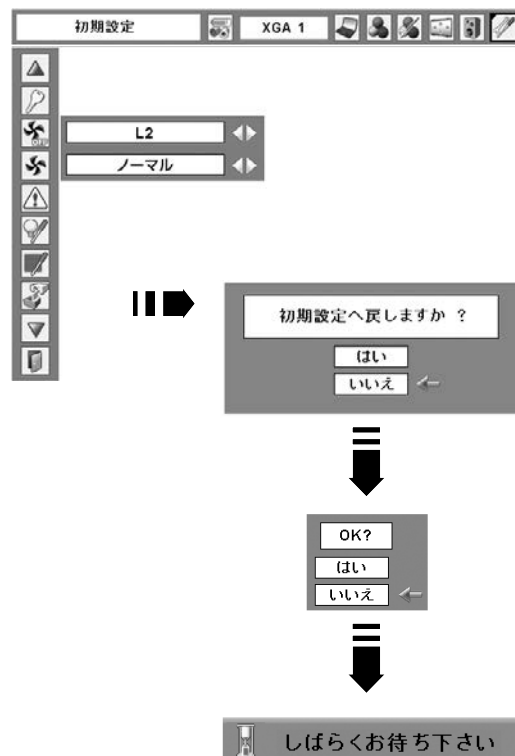 初期設定
XGA 1
OFF
L2
ノーマル
初期設定へ戻しますか ？
はい
いいえ
OK?
はい
いいえ
しばらくお待ち下さい